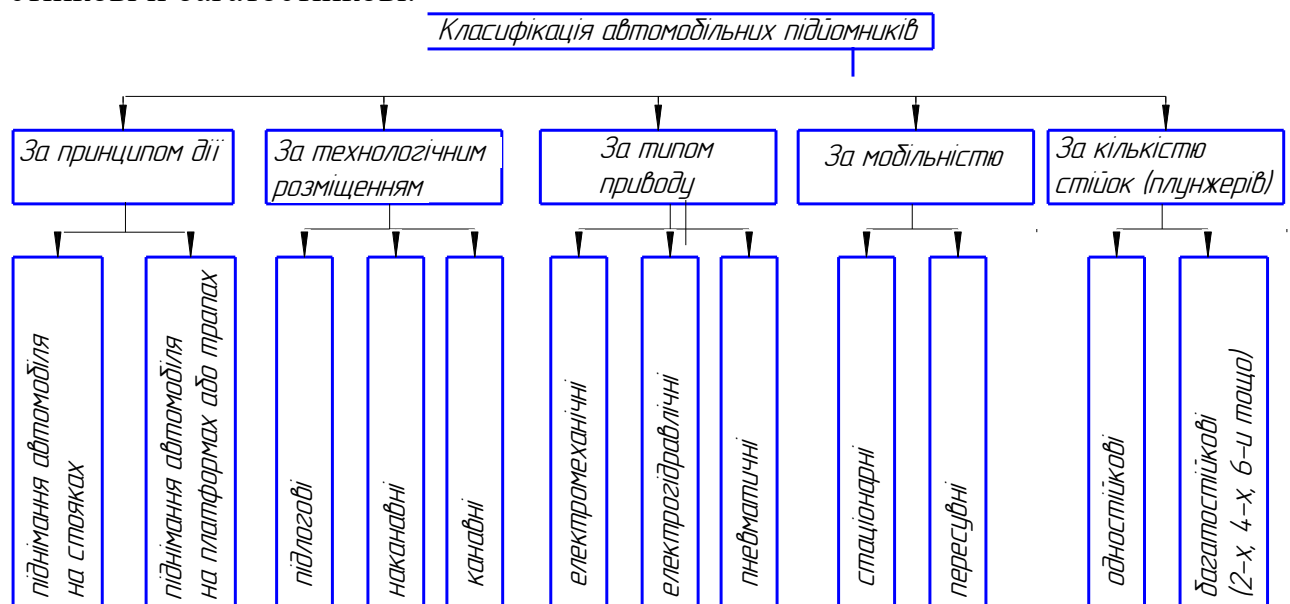 Класифікація автомобільних підйомників
За принципом дії
За технологічним
розміщенням
За типом
приводу
За мобільністю
За кількістю
стійок (плунжерів)
піднімання автомобіля
на стояках
піднімання автомобіля
на платформах або трапах
підлогові
наканавні
канавні
електромеханічні
електрогідравлічні
пневматичні
стаціонарні
пересувні
одностійкові
багатостійкові
(2-х, 4-х, 6-и тощо)